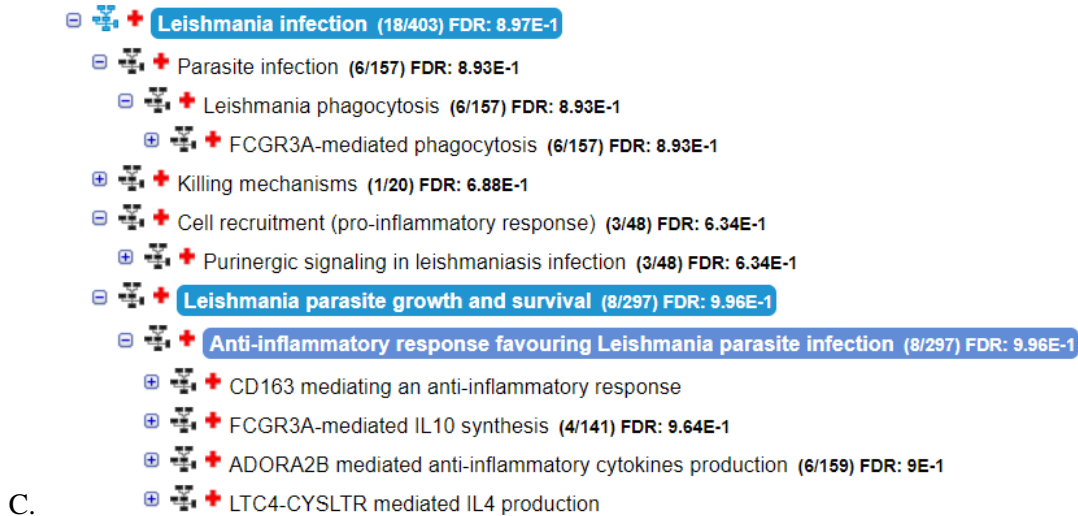 Leishmania infection (18/403) FDR: 8.97E-1
Parasite infection (6/157) FDR: 8.93E-1
Leishmania phagocytosis (6/157) FDR: 8.93E-1
FCGR3A-mediated phagocytosis (6/157) FDR: 8.93E-1
Killing mechanisms (1/20) FDR: 6.88E-1
Cell recruitment (pro-inflammatory response) (3/48) FDR: 6.34E-1
Purinergic signaling in leishmaniasis infection (3/48) FDR: 6.34E-1
Leishmania parasite growth and survival (8/297) FDR: 9.96E-1
Anti-inflammatory response favouring Leishmania parasite infection (8/297) FDR: 9.96E-1
CD163 mediating an anti-inflammatory response
FCGR3A-mediated IL10 synthesis (4/141) FDR: 9.64E-1
ADORA2B mediated anti-inflammatory cytokines production (6/159) FDR: 9E-1
C. LTC4-CYSLTR mediated IL4 production